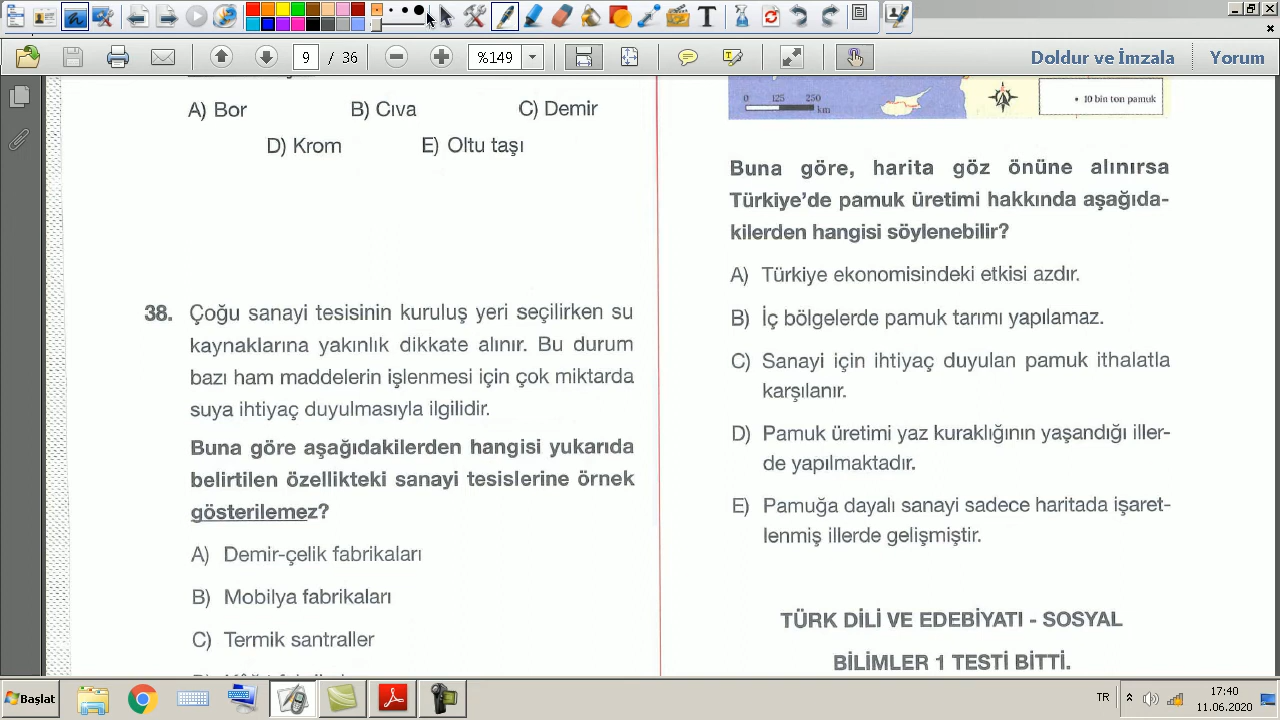 9 / 36
%149
Doldur ve İmzala
Yorum
A) Bor
B) Cıva
C) Demir
D) Krom
E) Oltu taşı
38. Çoğu sanayi tesisinin kuruluş yeri seçilirken su
kaynaklarına yakınlık dikkate alınır. Bu durum
bazı ham maddelerin işlenmesi için çok miktarda
suya ihtiyaç duyulmasıyla ilgilidir.
Buna göre aşağıdakilerden hangisi yukarıda
belirtilen özellikteki sanayi tesislerine örnek
gösterilemez?
A) Demir-çelik fabrikaları
B) Mobilya fabrikaları
C) Termik santraller
0 125 250
km
• 10 bin ton pamuk
Buna göre, harita göz önüne alınırsa
Türkiye'de pamuk üretimi hakkında aşağıda-
kilerden hangisi söylenebilir?
A) Türkiye ekonomisindeki etkisi azdır.
B) İç bölgelerde pamuk tarımı yapılamaz.
C) Sanayi için ihtiyaç duyulan pamuk ithalatla
karşılanır.
D) Pamuk üretimi yaz kuraklığının yaşandığı iller-
de yapılmaktadır.
E) Pamuğa dayalı sanayi sadece haritada işaret-
lenmiş illerde gelişmiştir.
TÜRK DİLİ VE EDEBİYATI - SOSYAL
BİLİMLER 1 TESTİ BİTTİ.
Başlat
TR
17:40
11.06.2020